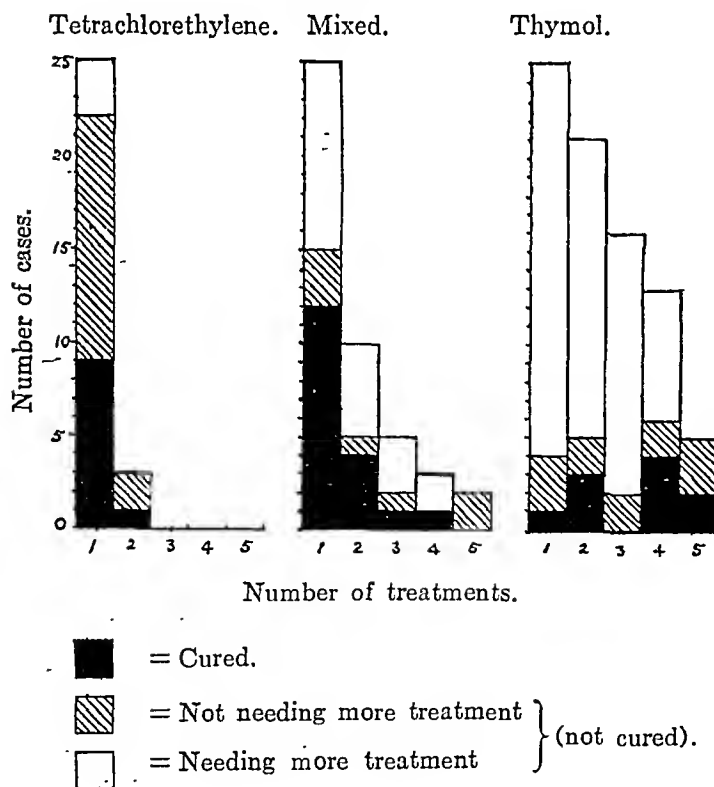 Tetrachlorethylene. Mixed. Thymol.
25
20
15
10
5
0
Number of cases.
1 2 3 4 5 1 2 3 4 5 1 2 3 4 5
Number of treatments.
= Cured.
= Not needing more treatment
= Needing more treatment
(not cured).